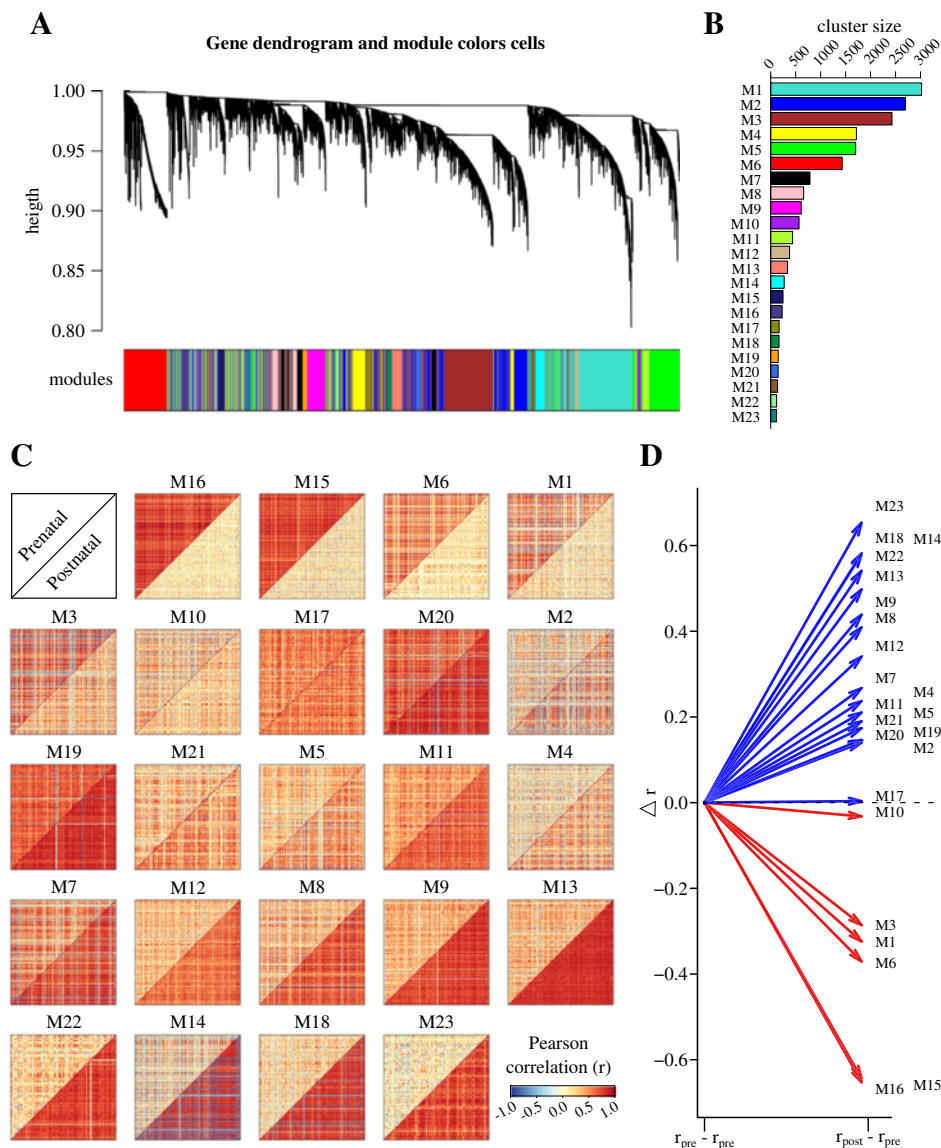 A
Gene dendrogram and module colors cells
heigth
1.00
0.95
0.90
0.85
0.80
modules
B
cluster size
0
500
1000
1500
2000
2500
3000
M1
M2
M3
M4
M5
M6
M7
M8
M9
M10
M11
M12
M13
M14
M15
M16
M17
M18
M19
M20
M21
M22
M23
C
Prenatal
Postnatal
M16 M15 M6 M1
M3 M10 M17 M20 M2
M19 M21 M5 M11 M4
M7 M12 M8 M9 M13
M22 M14 M18 M23
Pearson
correlation (r)
-1.0 -0.5 0.0 0.5 1.0
D
△ r
0.6
0.4
0.2
0.0
−0.2
−0.4
−0.6
M23
M18 M14
M22
M13
M9
M8
M12
M7
M4
M11
M5
M21
M19
M20
M2
M17
M10
M3
M1
M6
M16 M15
r_pre - r_pre
r_post - r_pre